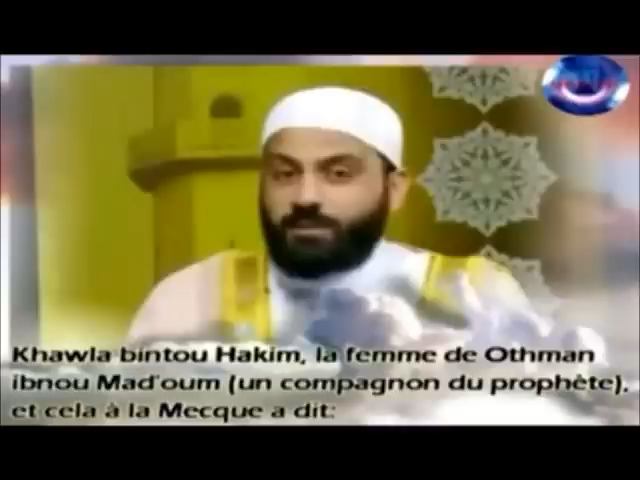 Khawla bintou Hakim, la femme de Othman
ibnou Mad'oum (un compagnon du prophète),
et cela à la Mecque a dit: